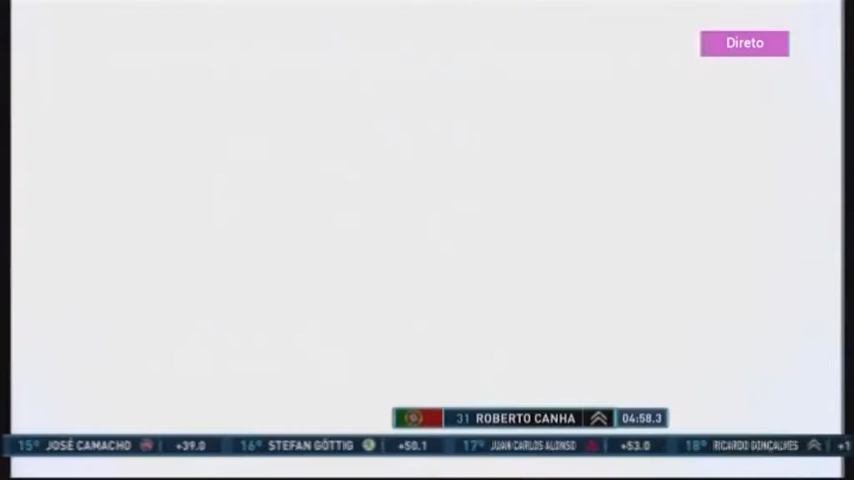 Direto
31 ROBERTO CANHA 04:58.3
15º JOSÉ CAMACHO +39.0 16º STEFAN GÖTTIG +50.1 17º JUAN CARLOS ALONSO +53.0 18º RICARDO GONÇALVES